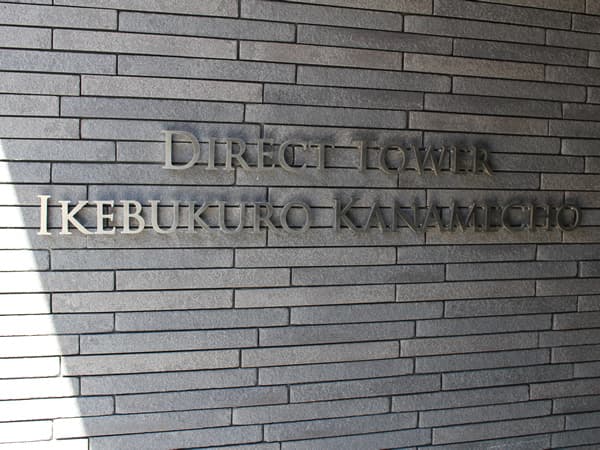 DIRECT TOWER
IKEBUKURO KANAMECHO